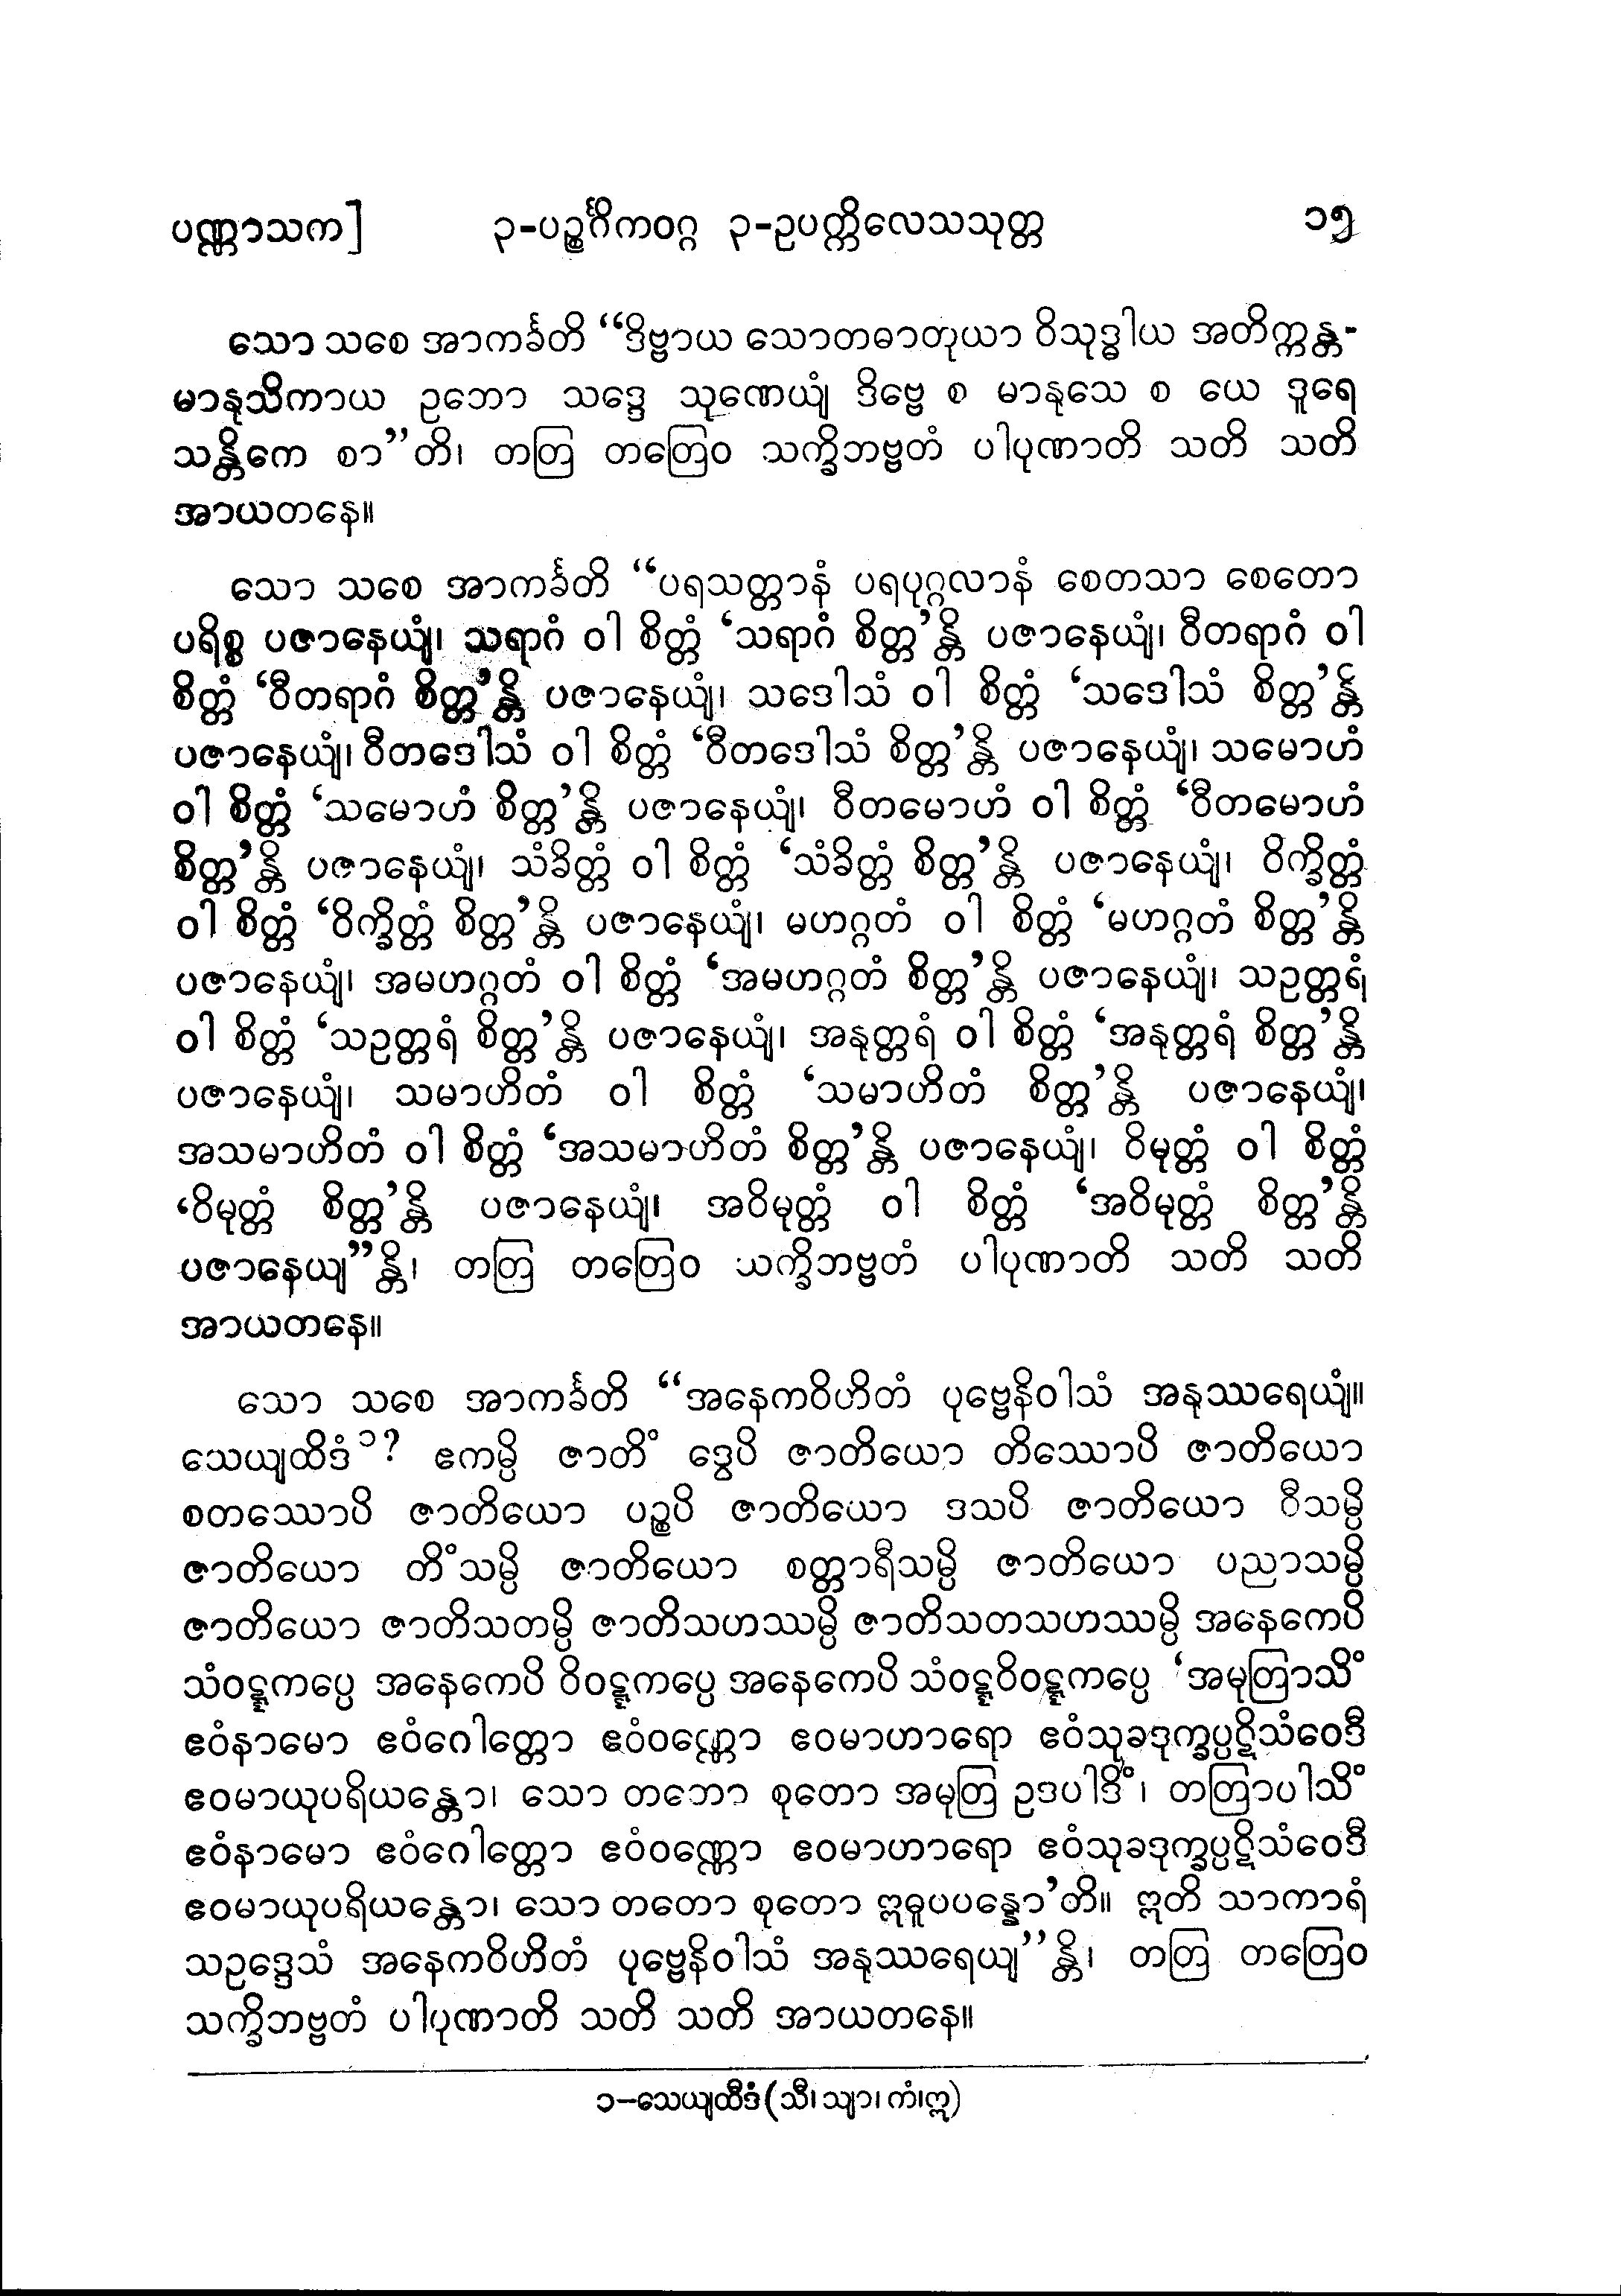 ပဏ္ဏာသက] ၃-ပဉ္စင်္ဂိကဝဂ္ဂ ၃-ဥပက္ကိလေသသုတ္တ ၁၅
သော သစေ အာကင်္ခတိ “ဒိဗ္ဗာယ သောတဓာတုယာ ဝိသုဒ္ဓါယ အတိက္ကန္တ-
မာနုသိကာယ ဥဘော သဒ္ဒေ သုဏေယျံ ဒိဗ္ဗေ စ မာနုသေ စ ယေ ဒူရေ
သန္တိကေ စာ”တိ၊ တတြ တတြေဝ သက္ခိဘဗ္ဗတံ ပါပုဏာတိ သတိ သတိ
အာယတနေ။
သော သစေ အာကင်္ခတိ “ပရသတ္တာနံ ပရပုဂ္ဂလာနံ စေတသာ စေတော
ပရိစ္စ ပဇာနေယျံ၊ သရာဂံ ဝါ စိတ္တံ ‘သရာဂံ စိတ္တ’န္တိ ပဇာနေယျံ၊ ဝီတရာဂံ ဝါ
စိတ္တံ ‘ဝီတရာဂံ စိတ္တ’န္တိ ပဇာနေယျံ၊ သဒေါသံ ဝါ စိတ္တံ ‘သဒေါသံ စိတ္တ’န္တိ
ပဇာနေယျံ၊ ဝီတဒေါသံ ဝါ စိတ္တံ ‘ဝီတဒေါသံ စိတ္တ’န္တိ ပဇာနေယျံ၊ သမောဟံ
ဝါ စိတ္တံ ‘သမောဟံ စိတ္တ’န္တိ ပဇာနေယျံ၊ ဝီတမောဟံ ဝါ စိတ္တံ ‘ဝီတမောဟံ
စိတ္တ’န္တိ ပဇာနေယျံ၊ သံခိတ္တံ ဝါ စိတ္တံ ‘သံခိတ္တံ စိတ္တ’န္တိ ပဇာနေယျံ၊ ဝိက္ခိတ္တံ
ဝါ စိတ္တံ ‘ဝိက္ခိတ္တံ စိတ္တ’န္တိ ပဇာနေယျံ၊ မဟဂ္ဂတံ ဝါ စိတ္တံ ‘မဟဂ္ဂတံ စိတ္တ’န္တိ
ပဇာနေယျံ၊ အမဟဂ္ဂတံ ဝါ စိတ္တံ ‘အမဟဂ္ဂတံ စိတ္တ’န္တိ ပဇာနေယျံ၊ သဥတ္တရံ
ဝါ စိတ္တံ ‘သဥတ္တရံ စိတ္တ’န္တိ ပဇာနေယျံ၊ အနုတ္တရံ ဝါ စိတ္တံ ‘အနုတ္တရံ စိတ္တ’န္တိ
ပဇာနေယျံ၊ သမာဟိတံ ဝါ စိတ္တံ ‘သမာဟိတံ စိတ္တ’န္တိ ပဇာနေယျံ၊
အသမာဟိတံ ဝါ စိတ္တံ ‘အသမာဟိတံ စိတ္တ’န္တိ ပဇာနေယျံ၊ ဝိမုတ္တံ ဝါ စိတ္တံ
‘ဝိမုတ္တံ စိတ္တ’န္တိ ပဇာနေယျံ၊ အဝိမုတ္တံ ဝါ စိတ္တံ ‘အဝိမုတ္တံ စိတ္တ’န္တိ
ပဇာနေယျ”န္တိ၊ တတြ တတြေဝ သက္ခိဘဗ္ဗတံ ပါပုဏာတိ သတိ သတိ
အာယတနေ။
သော သစေ အာကင်္ခတိ “အနေကဝိဟိတံ ပုဗ္ဗေနိဝါသံ အနုဿရေယျံ။
သေယျထိဒံ ၁? ဧကမ္ပိ ဇာတိံ ဒွေပိ ဇာတိယော တိဿောပိ ဇာတိယော
စတဿောပိ ဇာတိယော ပဉ္စပိ ဇာတိယော ဒသပိ ဇာတိယော ဝီသမ္ပိ
ဇာတိယော တိံသမ္ပိ ဇာတိယော စတ္တာရီသမ္ပိ ဇာတိယော ပညာသမ္ပိ
ဇာတိယော ဇာတိသတမ္ပိ ဇာတိသဟဿမ္ပိ ဇာတိသတသဟဿမ္ပိ အနေကေပိ
သံဝဋ္ဋကပ္ပေ အနေကေပိ ဝိဝဋ္ဋကပ္ပေ အနေကေပိ သံဝဋ္ဋဝိဝဋ္ဋကပ္ပေ ‘အမုတြာသိံ
ဧဝံနာမော ဧဝံဂေါတ္တော ဧဝံဝဏ္ဏော ဧဝမာဟာရော ဧဝံသုခဒုက္ခပ္ပဋိသံဝေဒီ
ဧဝမာယုပရိယန္တော၊ သော တဘော စုတော အမုတြ ဥဒပါဒိံ၊ တတြာပါသိံ
ဧဝံနာမော ဧဝံဂေါတ္တော ဧဝံဝဏ္ဏော ဧဝမာဟာရော ဧဝံသုခဒုက္ခပ္ပဋိသံဝေဒီ
ဧဝမာယုပရိယန္တော၊ သော တတော စုတော ဣဓူပပန္နော’တိ။ ဣတိ သာကာရံ
သဥဒ္ဒေသံ အနေကဝိဟိတံ ပုဗ္ဗေနိဝါသံ အနုဿရေယျ”န္တိ၊ တတြ တတြေဝ
သက္ခိဘဗ္ဗတံ ပါပုဏာတိ သတိ သတိ အာယတနေ။
၁-သေယျထီဒံ (သီ၊ သျာ၊ ကံ၊ ဣ)